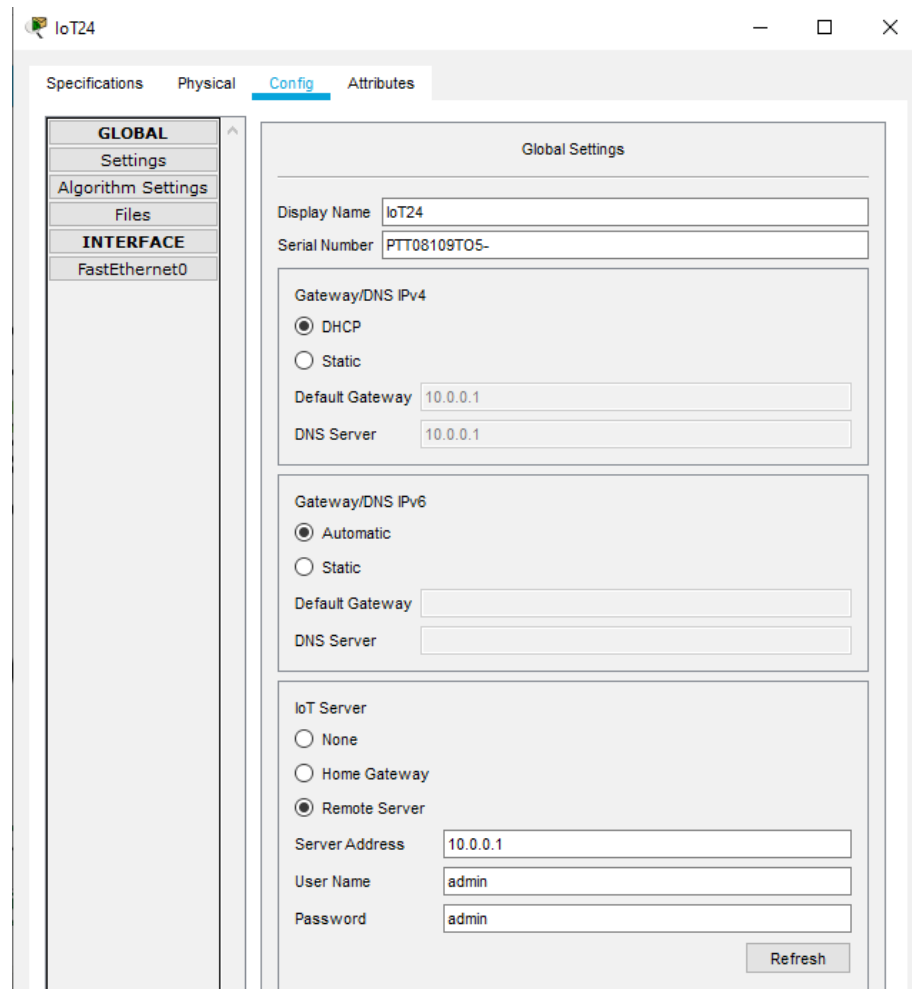 IoT24
Specifications Physical Config Attributes
GLOBAL
Settings
Algorithm Settings
Files
INTERFACE
FastEthernet0
Global Settings
Display Name IoT24
Serial Number PTT08109TO5-
Gateway/DNS IPv4
DHCP
Static
Default Gateway 10.0.0.1
DNS Server 10.0.0.1
Gateway/DNS IPv6
Automatic
Static
Default Gateway
DNS Server
IoT Server
None
Home Gateway
Remote Server
Server Address 10.0.0.1
User Name admin
Password admin
Refresh